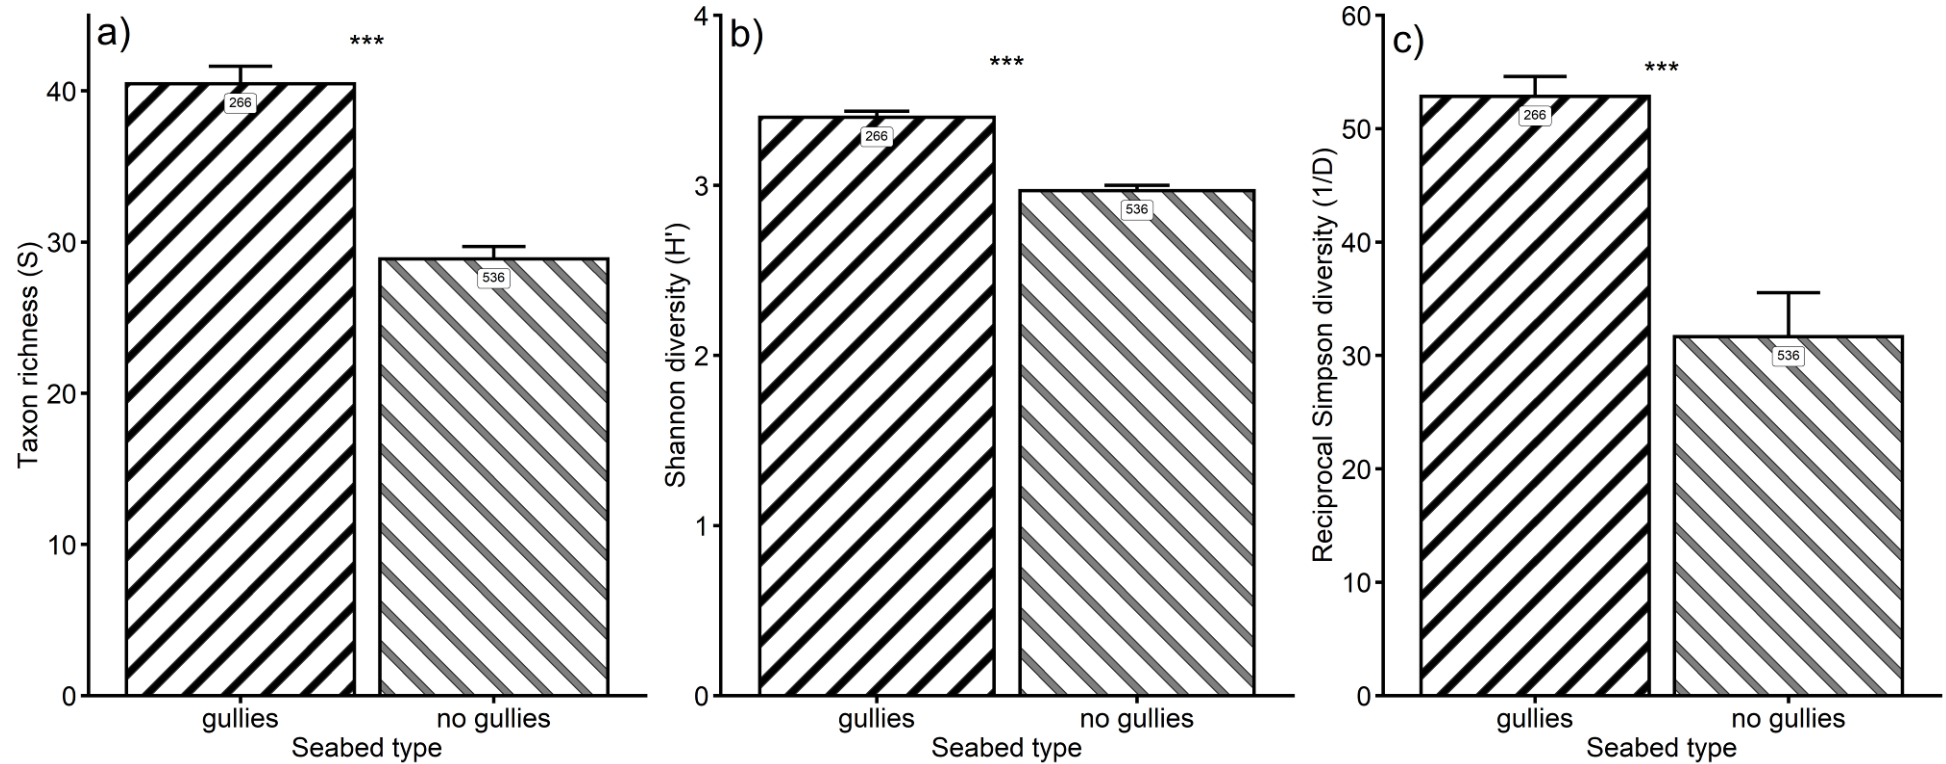 a)
***
266
536
40
30
20
10
0
Taxon richness (S)
gullies
no gullies
Seabed type
b)
***
266
536
4
3
2
1
0
Shannon diversity (H')
gullies
no gullies
Seabed type
c)
***
266
536
60
50
40
30
20
10
0
Reciprocal Simpson diversity (1/D)
gullies
no gullies
Seabed type